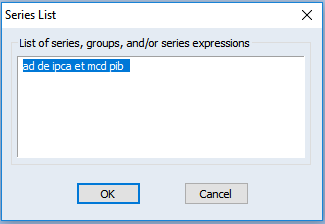 Series List
List of series, groups, and/or series expressions
ad de ipca et mcd pib
OK
Cancel